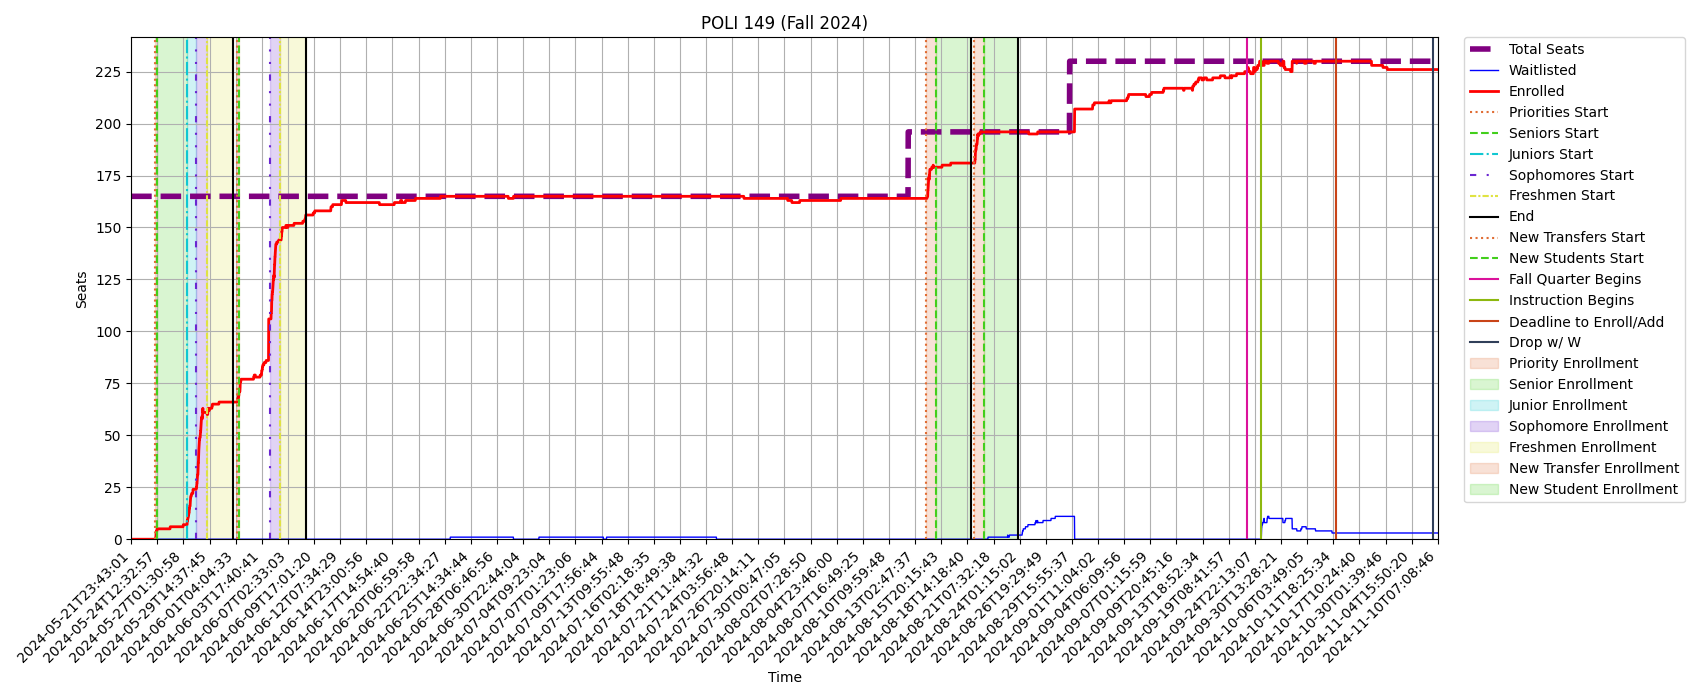 POLI 149 (Fall 2024)
Seats
225
200
175
150
125
100
75
50
25
0
2024-05-21T23:43:01
2024-05-24T12:32:57
2024-05-27T01:30:58
2024-05-29T14:37:45
2024-06-01T04:04:33
2024-06-03T17:40:41
2024-06-07T02:33:03
2024-06-09T17:01:20
2024-06-12T07:34:29
2024-06-14T23:00:56
2024-06-17T14:54:40
2024-06-20T06:59:58
2024-06-22T22:34:27
2024-06-25T14:34:44
2024-06-28T06:46:56
2024-06-30T22:44:04
2024-07-04T09:23:04
2024-07-07T01:23:06
2024-07-09T17:56:44
2024-07-13T09:55:48
2024-07-16T02:18:35
2024-07-18T18:49:38
2024-07-21T11:44:32
2024-07-24T03:56:48
2024-07-26T20:14:11
2024-07-30T00:47:05
2024-08-02T07:28:50
2024-08-04T23:46:00
2024-08-07T16:49:25
2024-08-10T09:59:48
2024-08-13T02:47:37
2024-08-15T20:15:43
2024-08-18T14:18:40
2024-08-21T07:32:18
2024-08-24T01:15:02
2024-08-26T19:29:49
2024-08-29T15:55:37
2024-09-01T11:04:02
2024-09-04T06:09:56
2024-09-07T01:15:59
2024-09-09T20:45:16
2024-09-13T18:52:34
2024-09-19T08:41:57
2024-09-24T22:13:07
2024-09-30T13:28:21
2024-10-06T03:49:05
2024-10-11T18:25:34
2024-10-17T10:24:40
2024-10-30T01:39:46
2024-11-04T15:50:20
2024-11-10T07:08:46
Time
Total Seats
Waitlisted
Enrolled
Priorities Start
Seniors Start
Juniors Start
Sophomores Start
Freshmen Start
End
New Transfers Start
New Students Start
Fall Quarter Begins
Instruction Begins
Deadline to Enroll/Add
Drop w/ W
Priority Enrollment
Senior Enrollment
Junior Enrollment
Sophomore Enrollment
Freshmen Enrollment
New Transfer Enrollment
New Student Enrollment